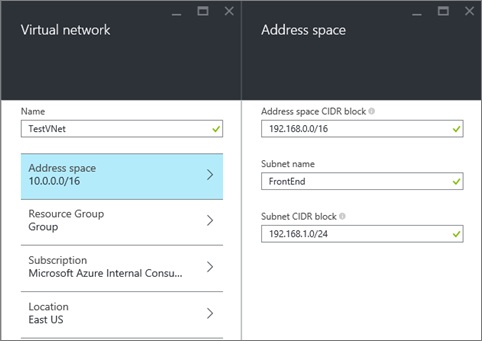 Virtual network
Name
TestVNet
Address space
10.0.0.0/16
Resource Group
Group
Subscription
Microsoft Azure Internal Consu...
Location
East US
Address space
Address space CIDR block
192.168.0.0/16
Subnet name
FrontEnd
Subnet CIDR block
192.168.1.0/24